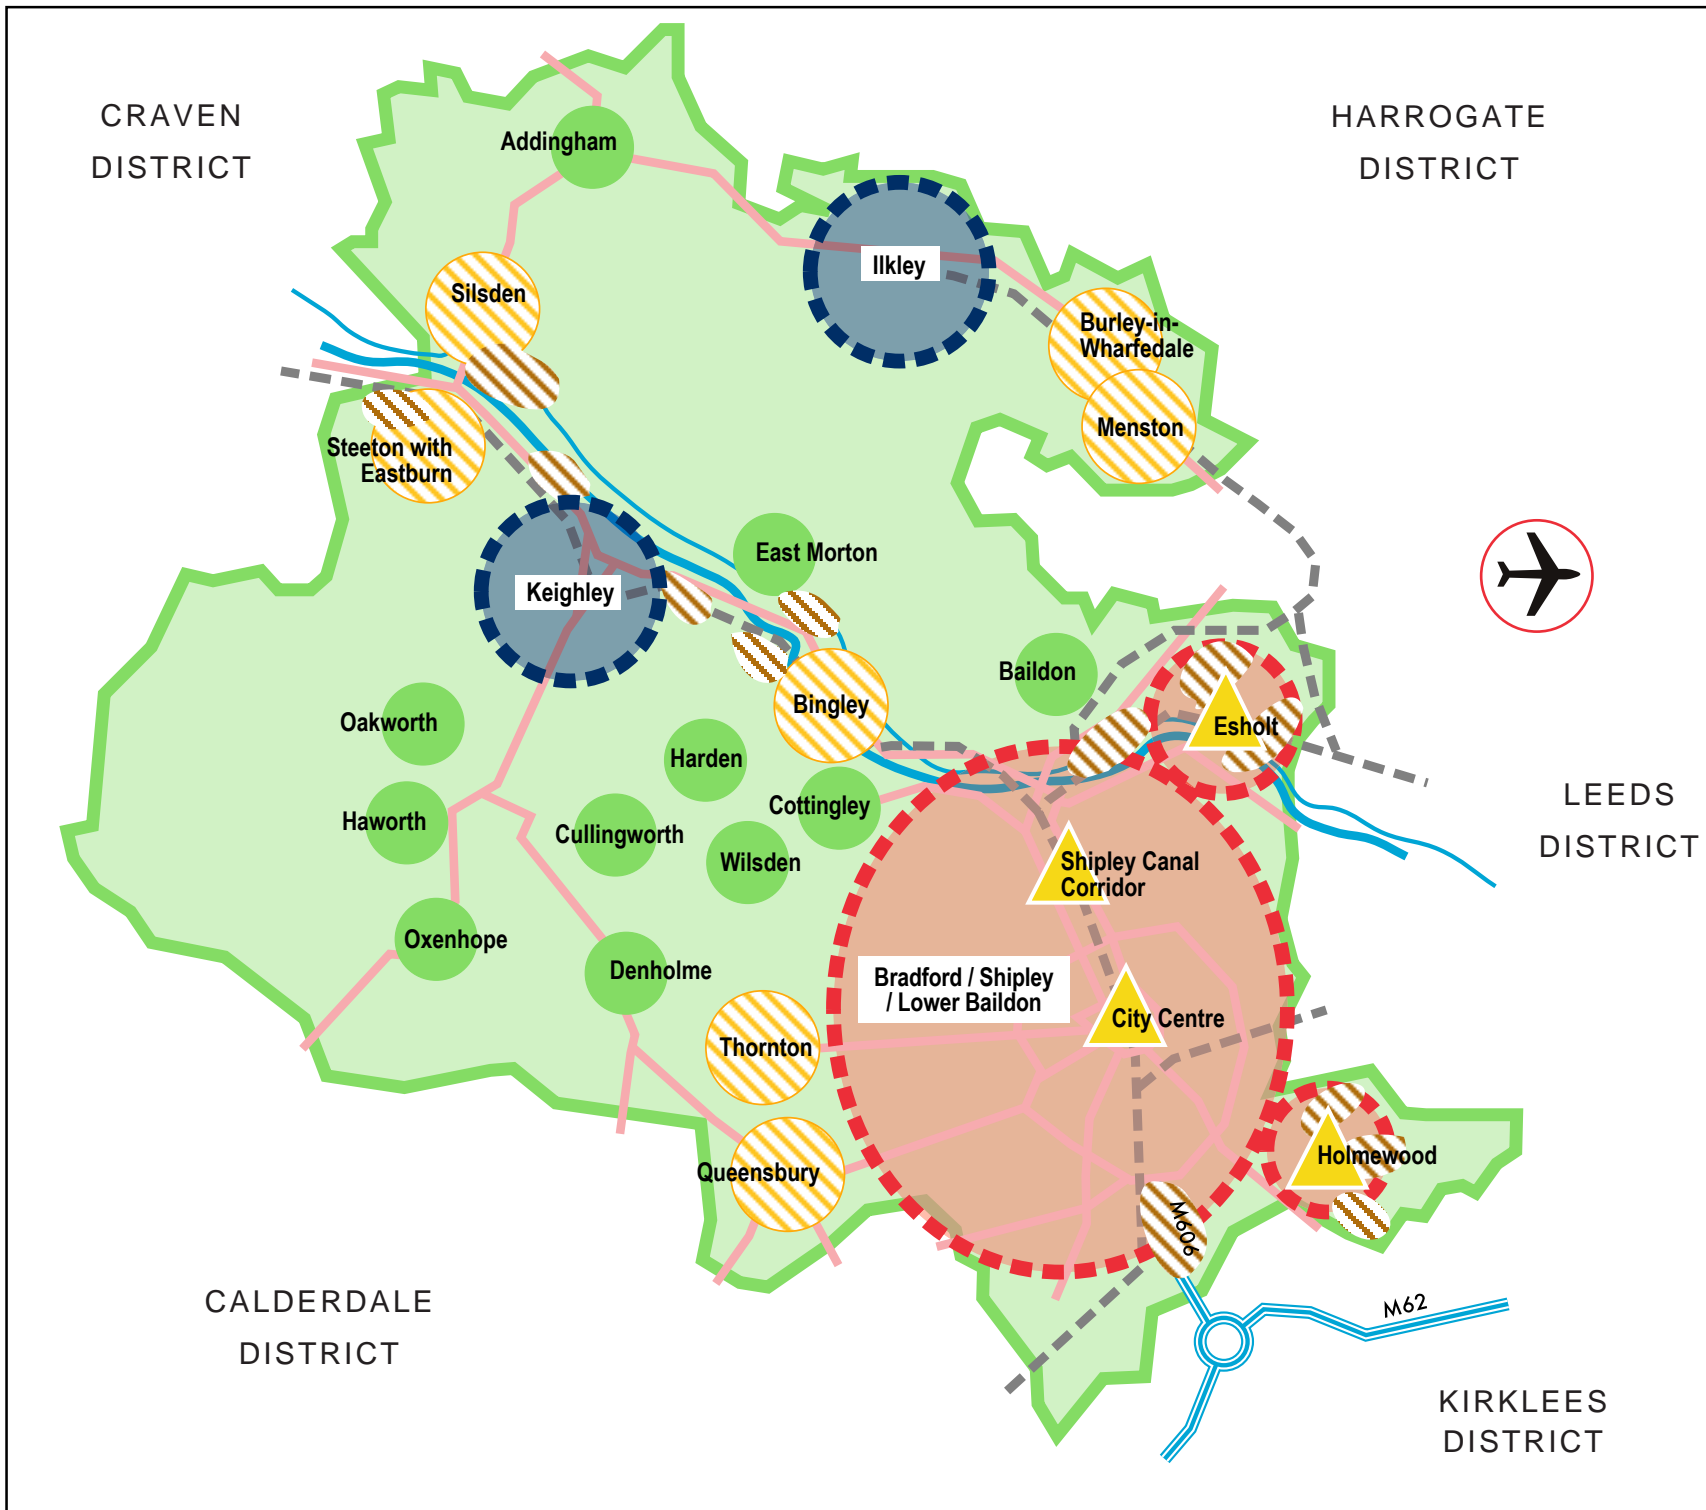 CRAVEN
DISTRICT
HARROGATE
DISTRICT
Addingham
Ilkley
Silsden
Burley-in-
Wharfedale
Menston
Steeton with
Eastburn
East Morton
Keighley
Baildon
Bingley
Esholt
Oakworth
Harden
Haworth
Cullingworth
Cottingley
Wilsden
LEEDS
DISTRICT
Shipley Canal
Corridor
Oxenhope
Denholme
Bradford / Shipley
/ Lower Baildon
City Centre
Thornton
Queensbury
Holmewood
M606
M62
CALDERDALE
DISTRICT
KIRKLEES
DISTRICT